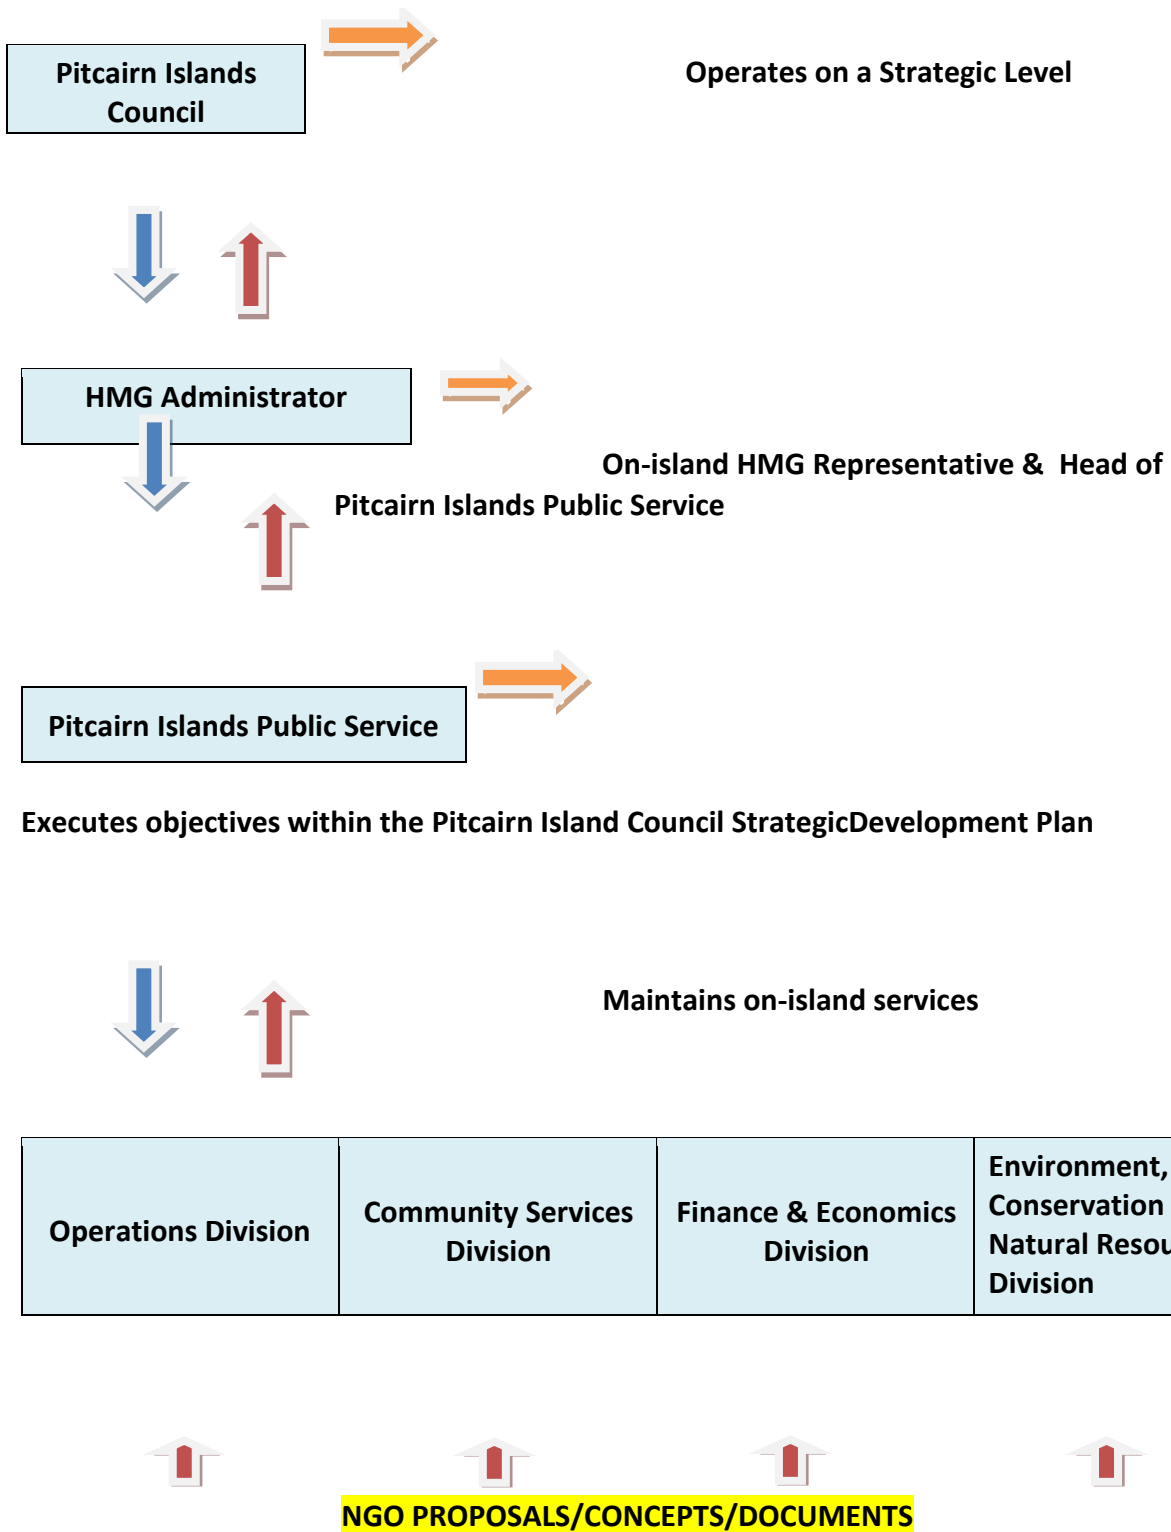 Pitcairn Islands
Council
Operates on a Strategic Level
HMG Administrator
On-island HMG Representative & Head of
Pitcairn Islands Public Service
Pitcairn Islands Public Service
Executes objectives within the Pitcairn Island Council StrategicDevelopment Plan
Maintains on-island services
Operations Division
Community Services
Division
Finance & Economics
Division
Environment,
Conservation
Natural
Division
NGO PROPOSALS/CONCEPTS/DOCUMENTS